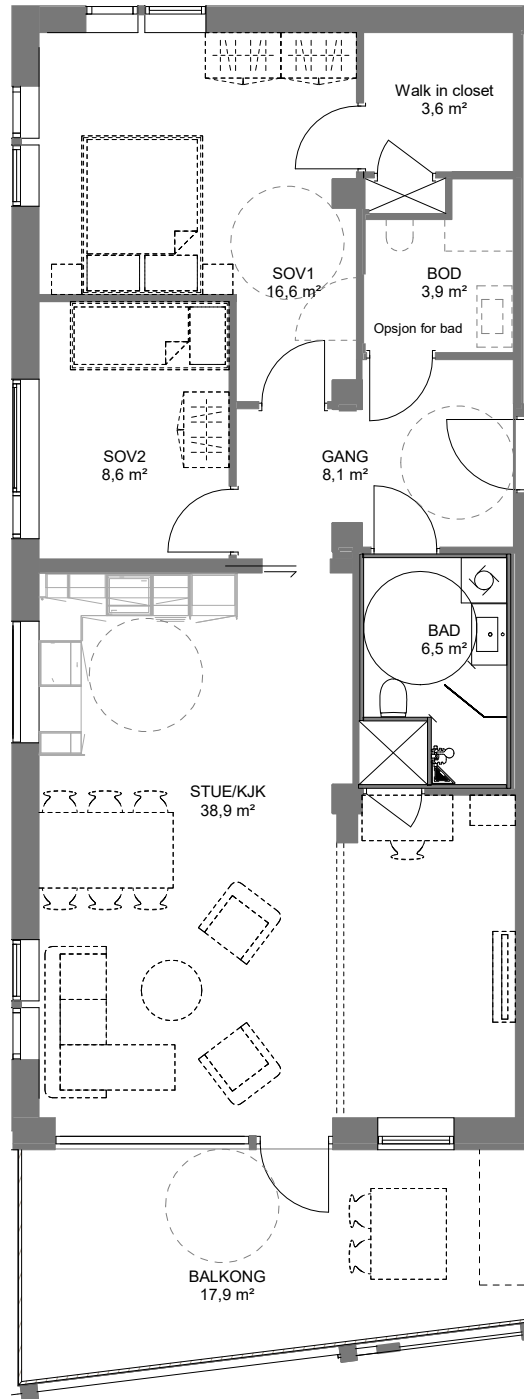 Walk in closet
3,6 m²
SOV1
16,6 m²
BOD
3,9 m²
Opsjon for bad
SOV2
8,6 m²
GANG
8,1 m²
BAD
6,5 m²
STUE/KJK
38,9 m²
BALKONG
17,9 m²